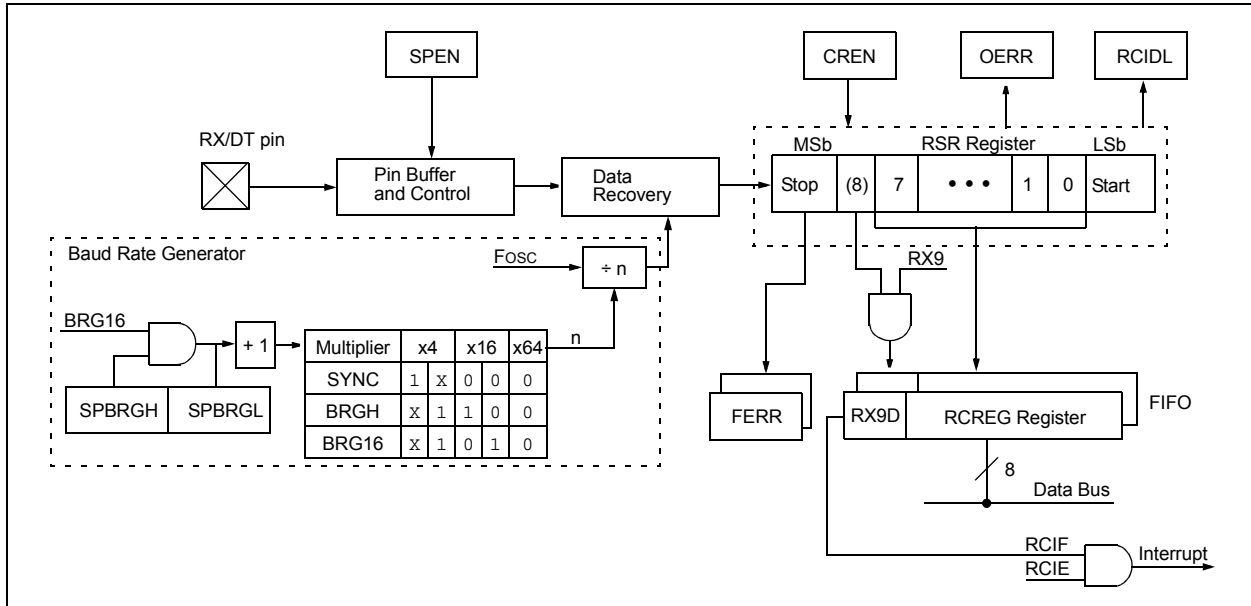 SPEN
CREN
OERR
RCIDL
RX/DT pin
Pin Buffer
and Control
Data
Recovery
MSb
RSR Register
LSb
Stop (8) 7 • • • 1 0 Start
Baud Rate Generator
FOSC
÷ n
RX9
BRG16
+ 1
n
SPBRGH SPBRGL
Multiplier x4 x16 x64
SYNC 1 X 0 0 0
BRGH X 1 1 0 0
BRG16 X 1 0 1 0
FERR
RX9D RCREG Register
FIFO
8
Data Bus
RCIF
RCIE
Interrupt